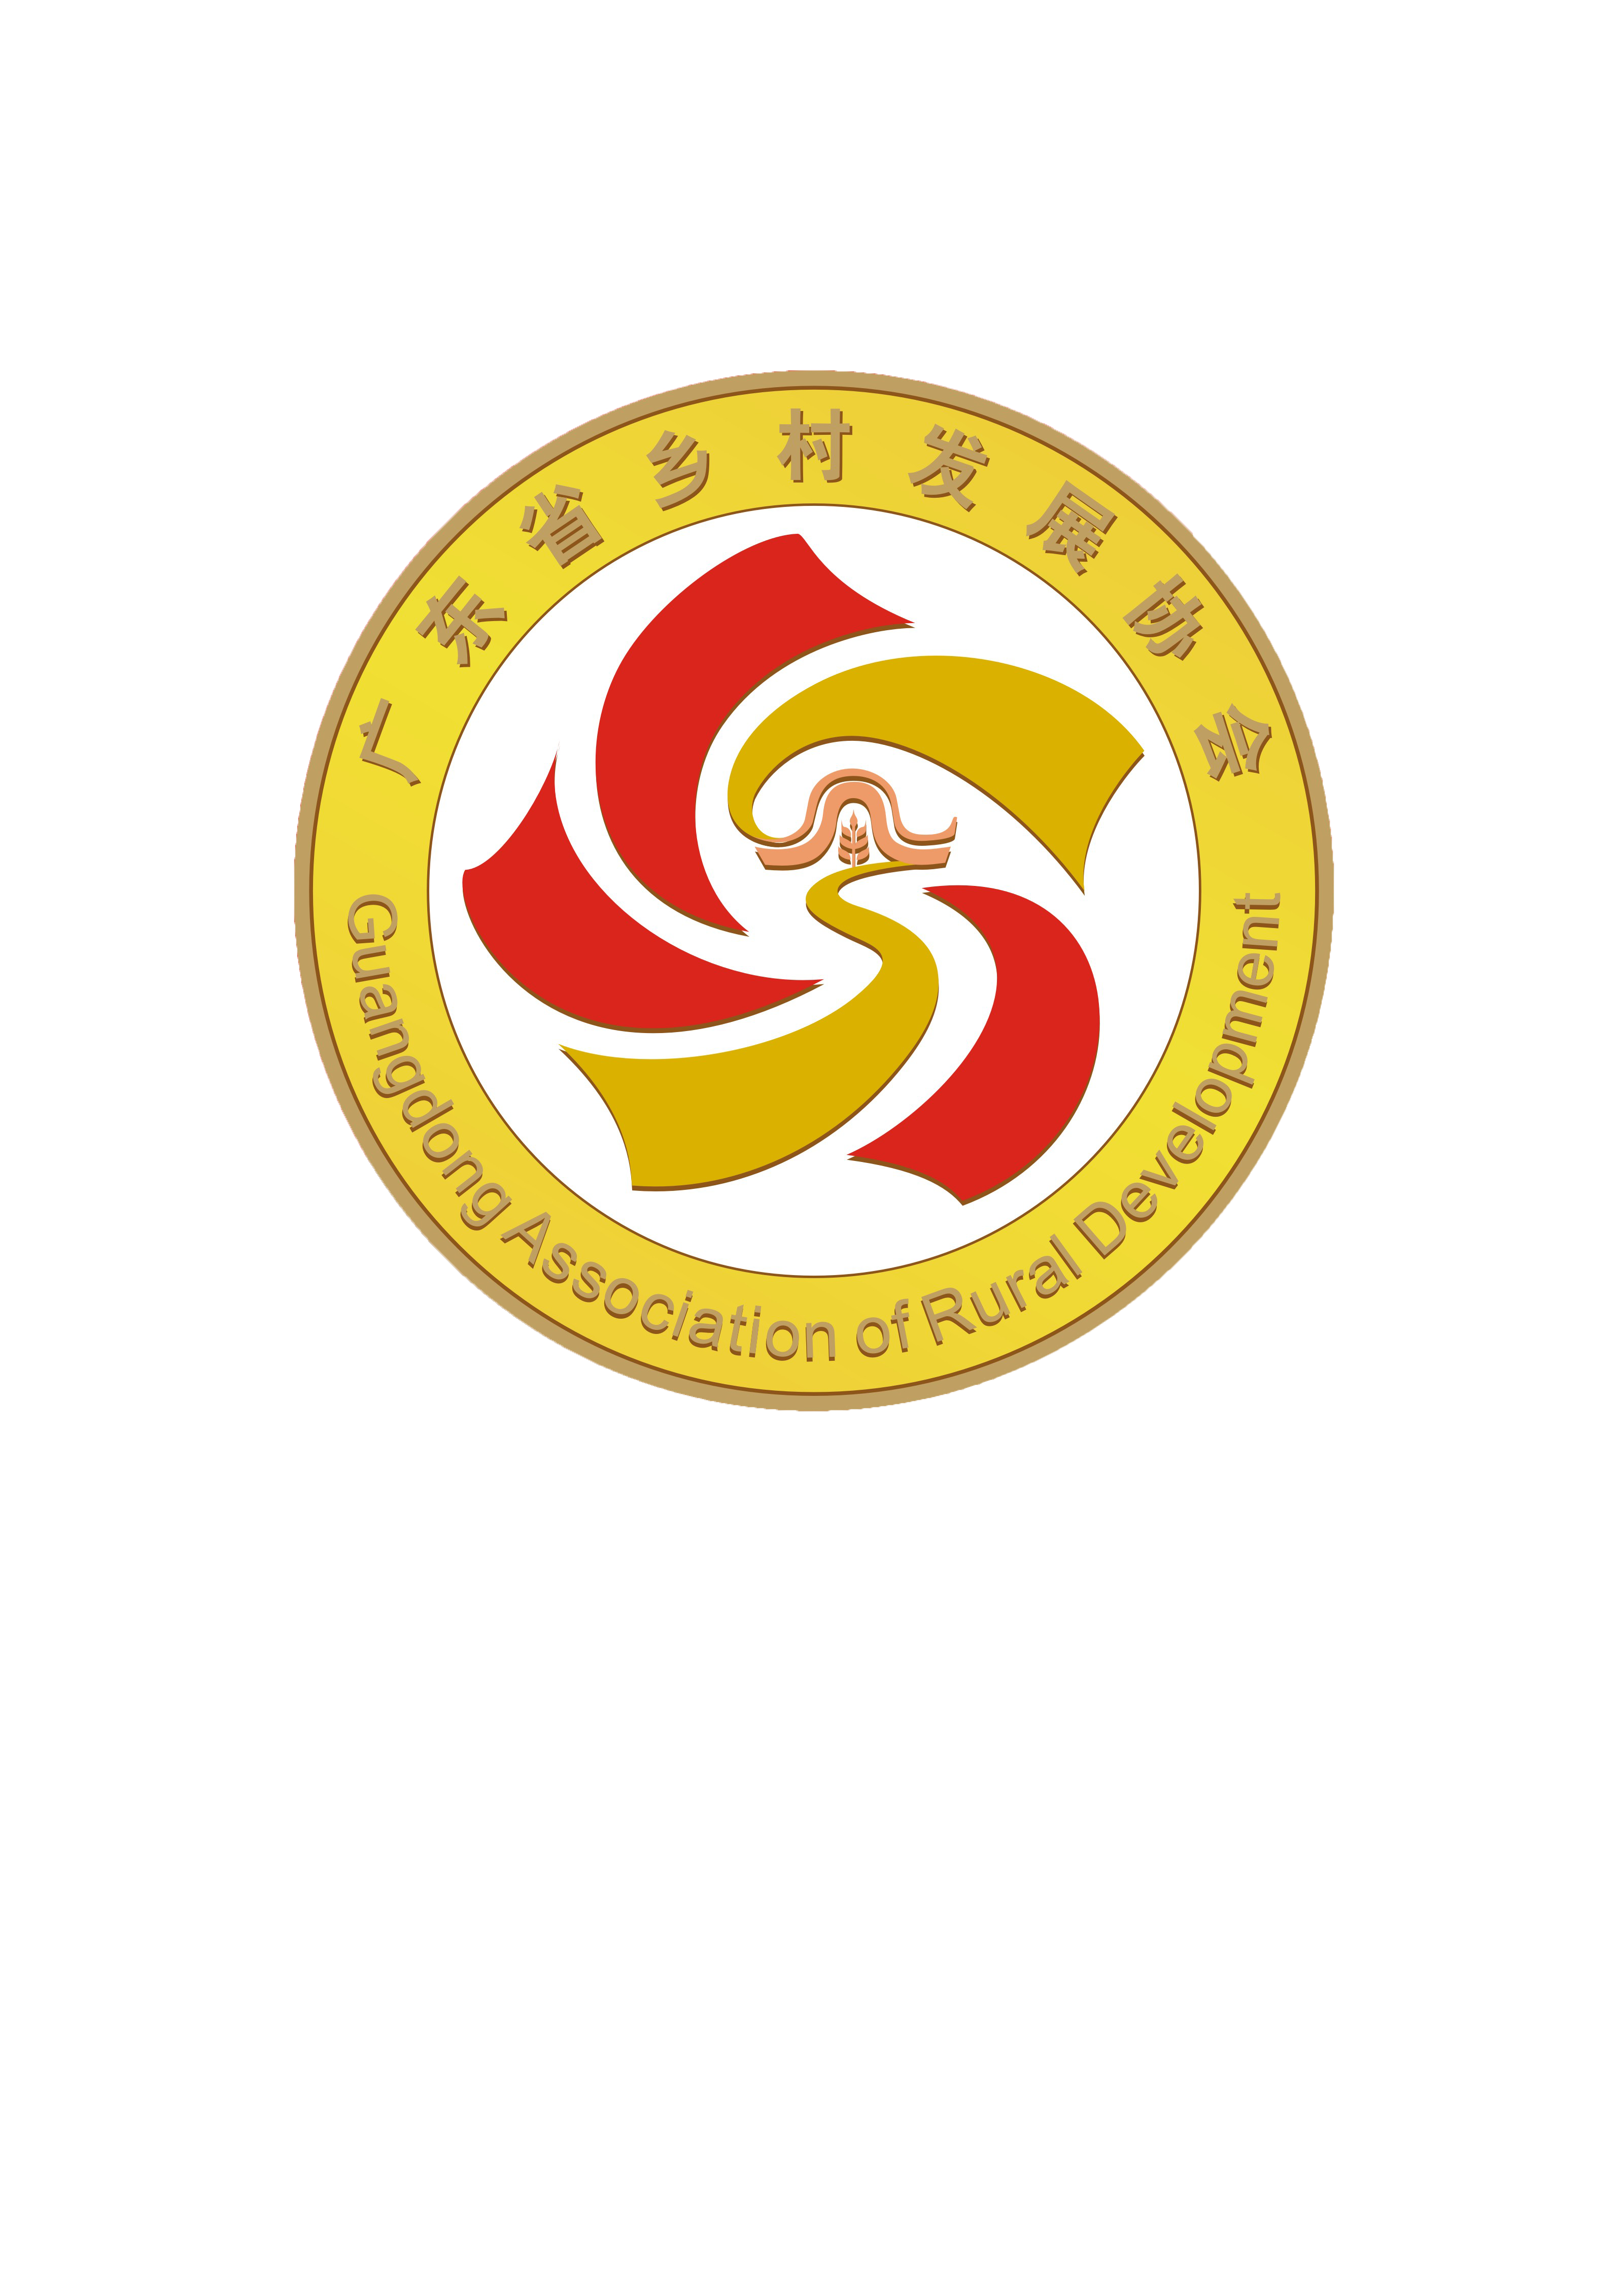 广东省乡村发展协会
Guangdong Association of Rural Development